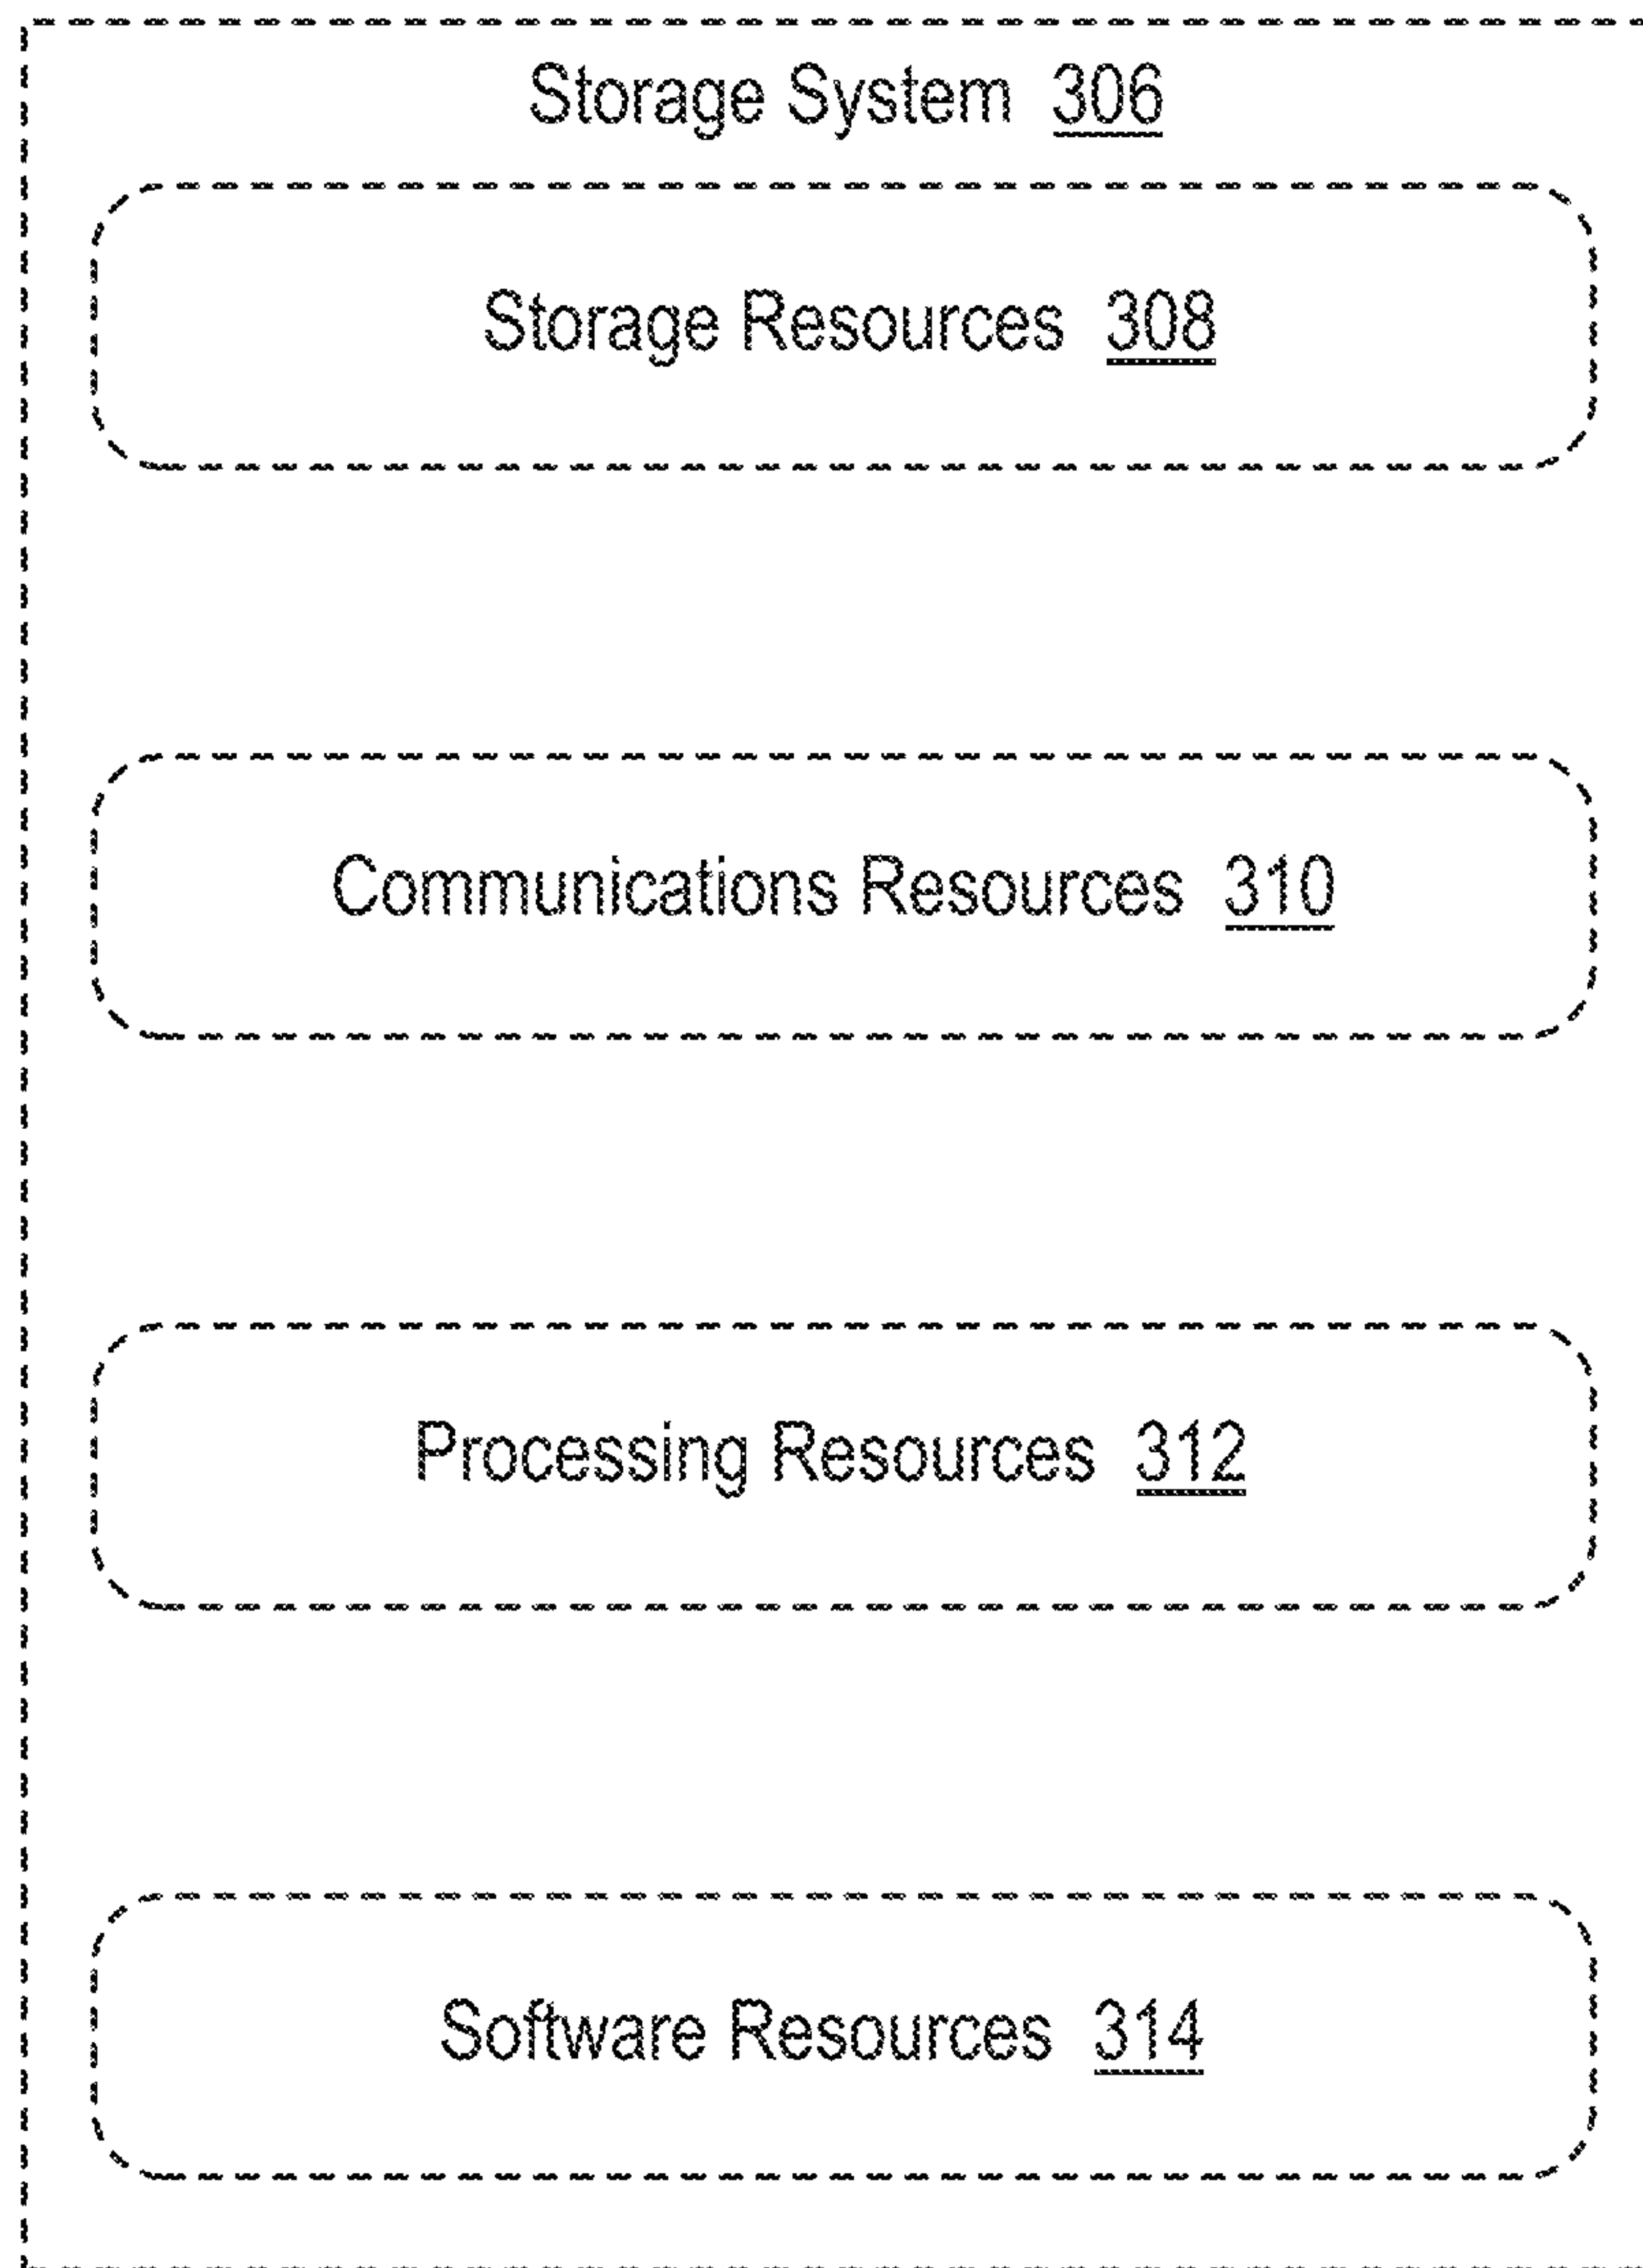 Storage System 306
Storage Resources 308
Communications Resources 310
Processing Resources 312
Software Resources 314